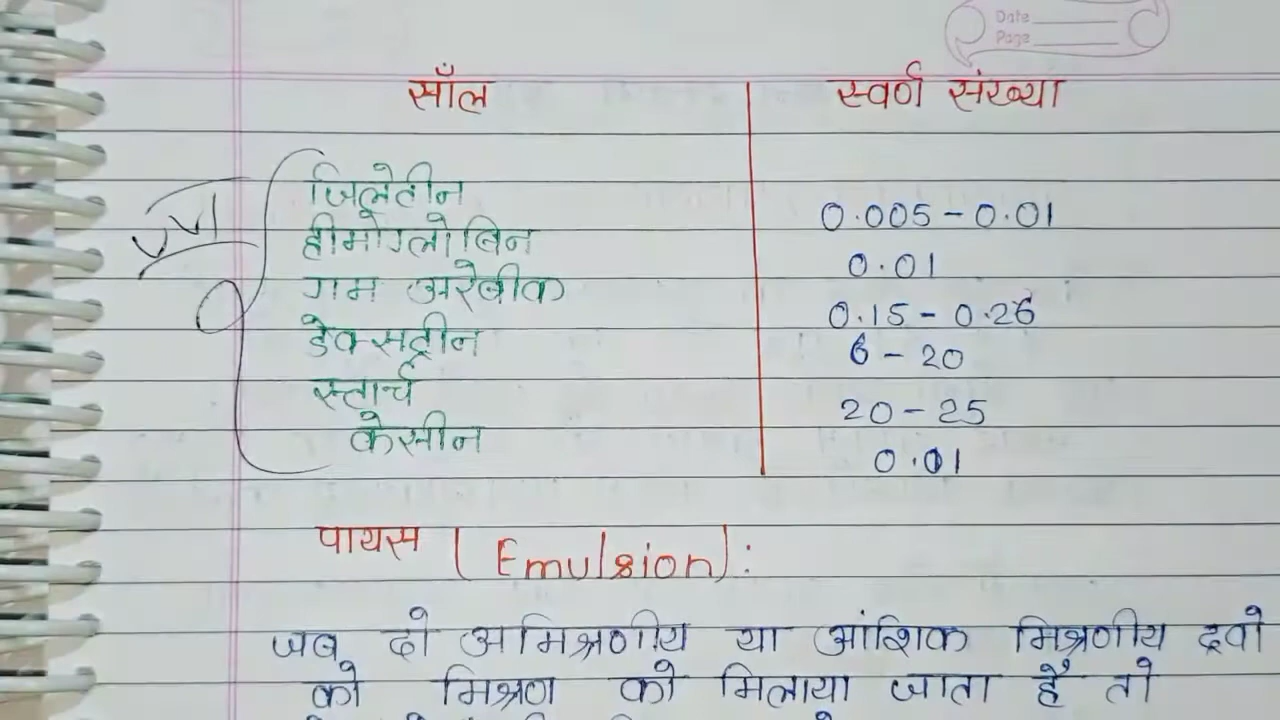 Date
Page
सॉल स्वर्ण संख्या
जिलेटीन 0.005 - 0.01
हीमोग्लोबिन 0.01
गम अरेबीक 0.15 - 0.26
डेक्सट्रीन 6 - 20
स्तार्च 20 - 25
केसीन 0.01
पायस (Emulsion):
जब दो अमिश्रणीय या आंशिक मिश्रणीय द्रवो
को मिश्रण को मिलाया जाता है तो